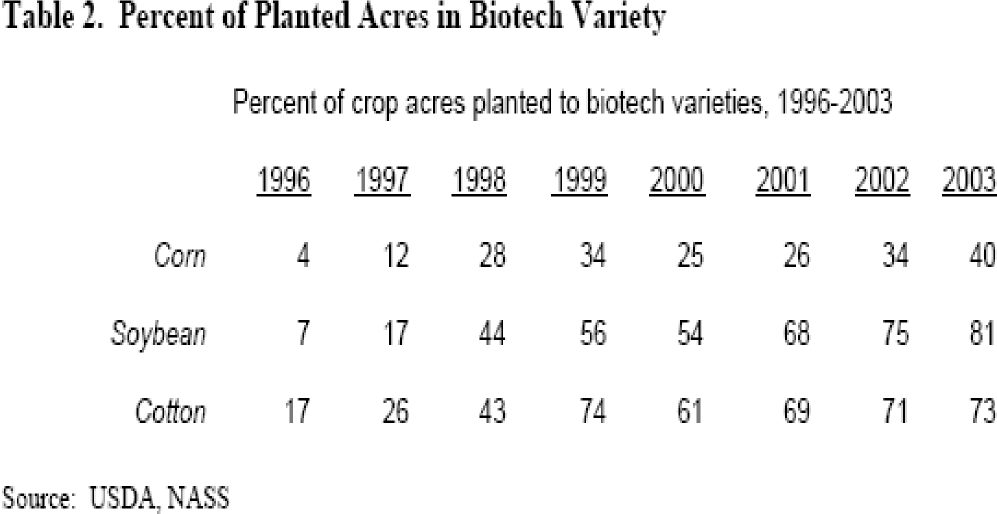 Table 2. Percent of Planted Acres in Biotech Variety
Percent of crop acres planted to biotech varieties, 1996-2003
1996 1997 1998 1999 2000 2001 2002 2003
Corn 4 12 28 34 25 26 34 40
Soybean 7 17 44 56 54 68 75 81
Cotton 17 26 43 74 61 69 71 73
Source: USDA, NASS